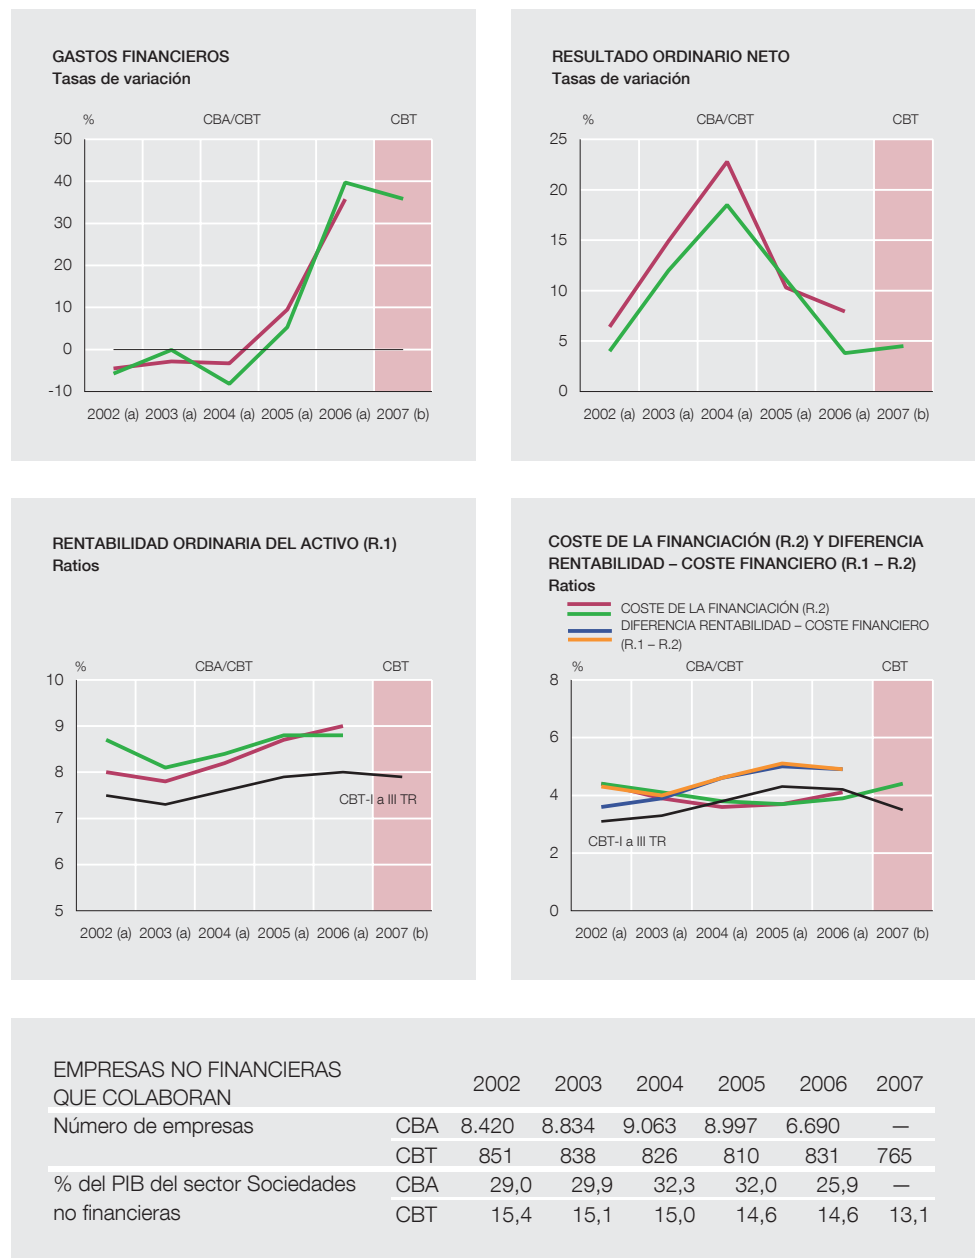 GASTOS FINANCIEROS
Tasas de variación
% CBA/CBT CBT
50
40
30
20
10
0
-10
2002 (a) 2003 (a) 2004 (a) 2005 (a) 2006 (a) 2007 (b)
RESULTADO ORDINARIO NETO
Tasas de variación
% CBA/CBT CBT
25
20
15
10
5
0
2002 (a) 2003 (a) 2004 (a) 2005 (a) 2006 (a) 2007 (b)
RENTABILIDAD ORDINARIA DEL ACTIVO (R.1)
Ratios
% CBA/CBT CBT
10
9
8
7
6
5
CBT-I a III TR
2002 (a) 2003 (a) 2004 (a) 2005 (a) 2006 (a) 2007 (b)
COSTE DE LA FINANCIACIÓN (R.2) Y DIFERENCIA
RENTABILIDAD – COSTE FINANCIERO (R.1 – R.2)
Ratios
COSTE DE LA FINANCIACIÓN (R.2)
DIFERENCIA RENTABILIDAD – COSTE FINANCIERO
(R.1 – R.2)
% CBA/CBT CBT
8
6
4
2
0
CBT-I a III TR
2002 (a) 2003 (a) 2004 (a) 2005 (a) 2006 (a) 2007 (b)
EMPRESAS NO FINANCIERAS
QUE COLABORAN 2002 2003 2004 2005 2006 2007
Número de empresas CBA 8.420 8.834 9.063 8.997 6.690 —
CBT 851 838 826 810 831 765
% del PIB del sector Sociedades CBA 29,0 29,9 32,3 32,0 25,9 —
no financieras CBT 15,4 15,1 15,0 14,6 14,6 13,1